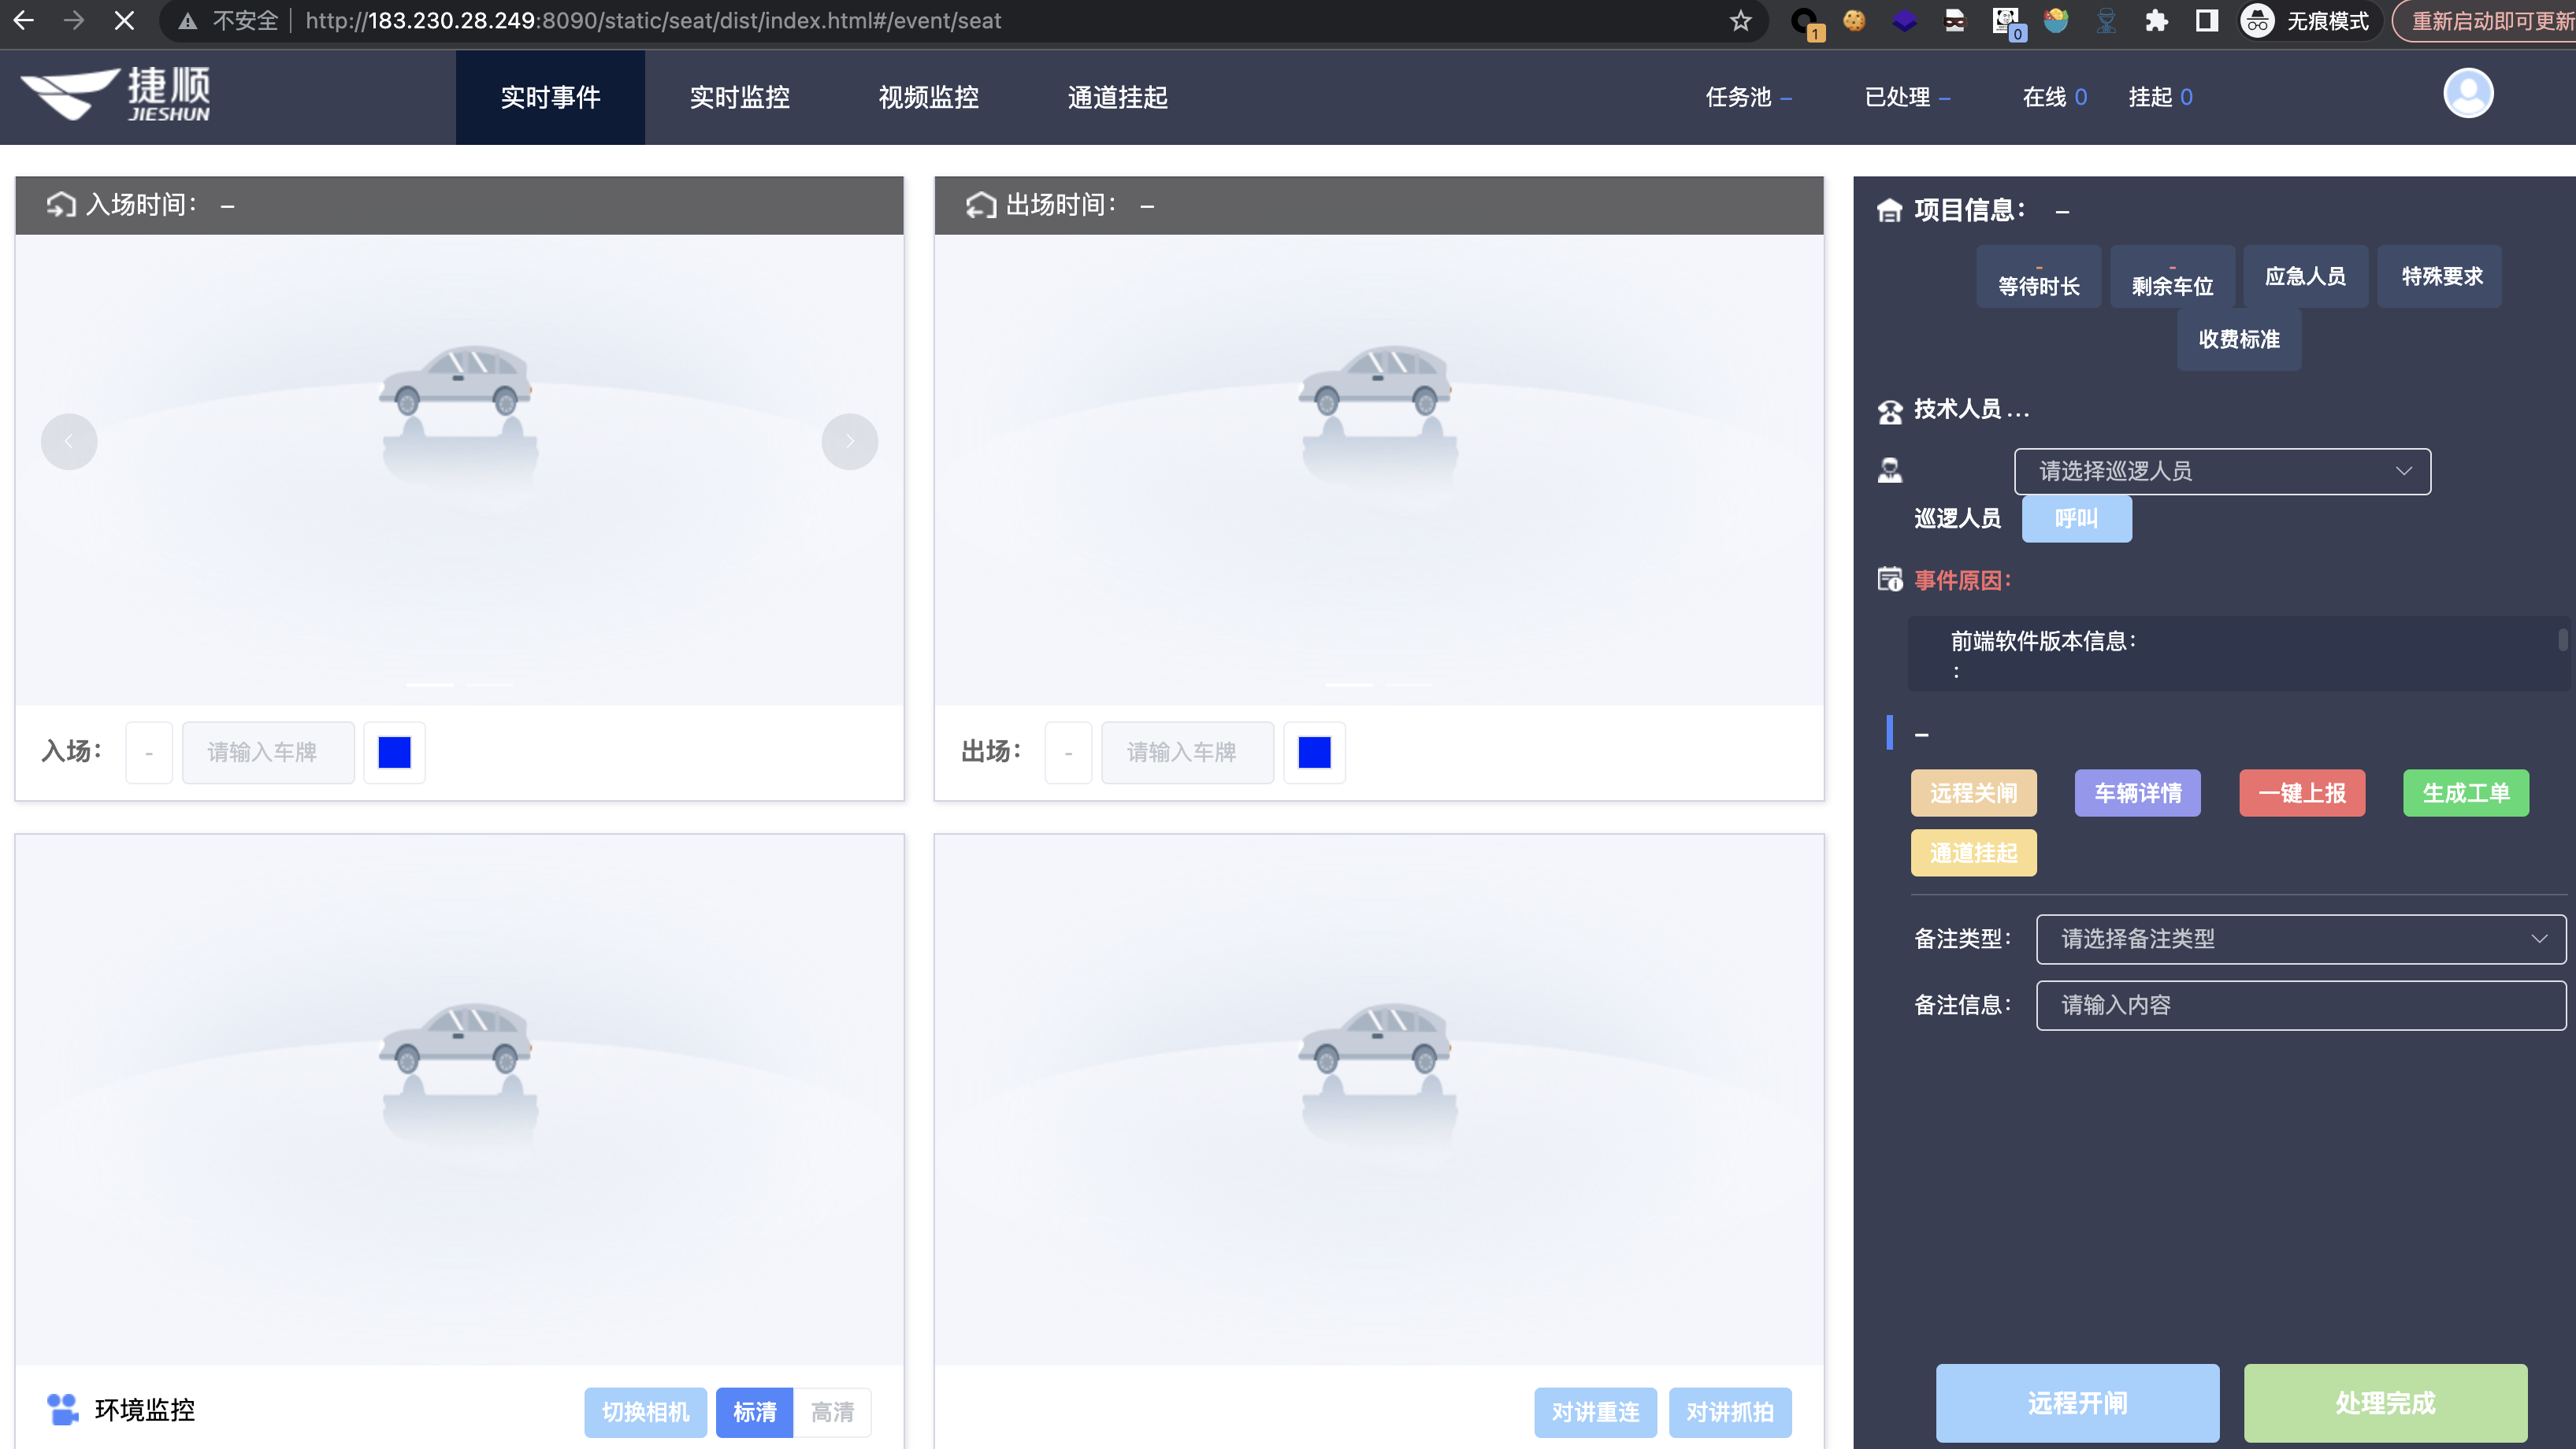 不安全 http://183.230.28.249:8090/static/seat/dist/index.html#/event/seat 1 0 无痕模式 重新启动即可更新
捷顺
JIESHUN
实时事件 实时监控 视频监控 通道挂起 任务池 – 已处理 – 在线 0 挂起 0
入场时间： –
出场时间： –
入场： - 请输入车牌
出场： - 请输入车牌
环境监控 切换相机 标清 高清
对讲重连 对讲抓拍
项目信息： –
- 等待时长
- 剩余车位
应急人员
特殊要求
收费标准
技术人员 ...
请选择巡逻人员
巡逻人员 呼叫
事件原因：
前端软件版本信息：
：
–
远程关闸 车辆详情 一键上报 生成工单
通道挂起
备注类型： 请选择备注类型
备注信息： 请输入内容
远程开闸 处理完成